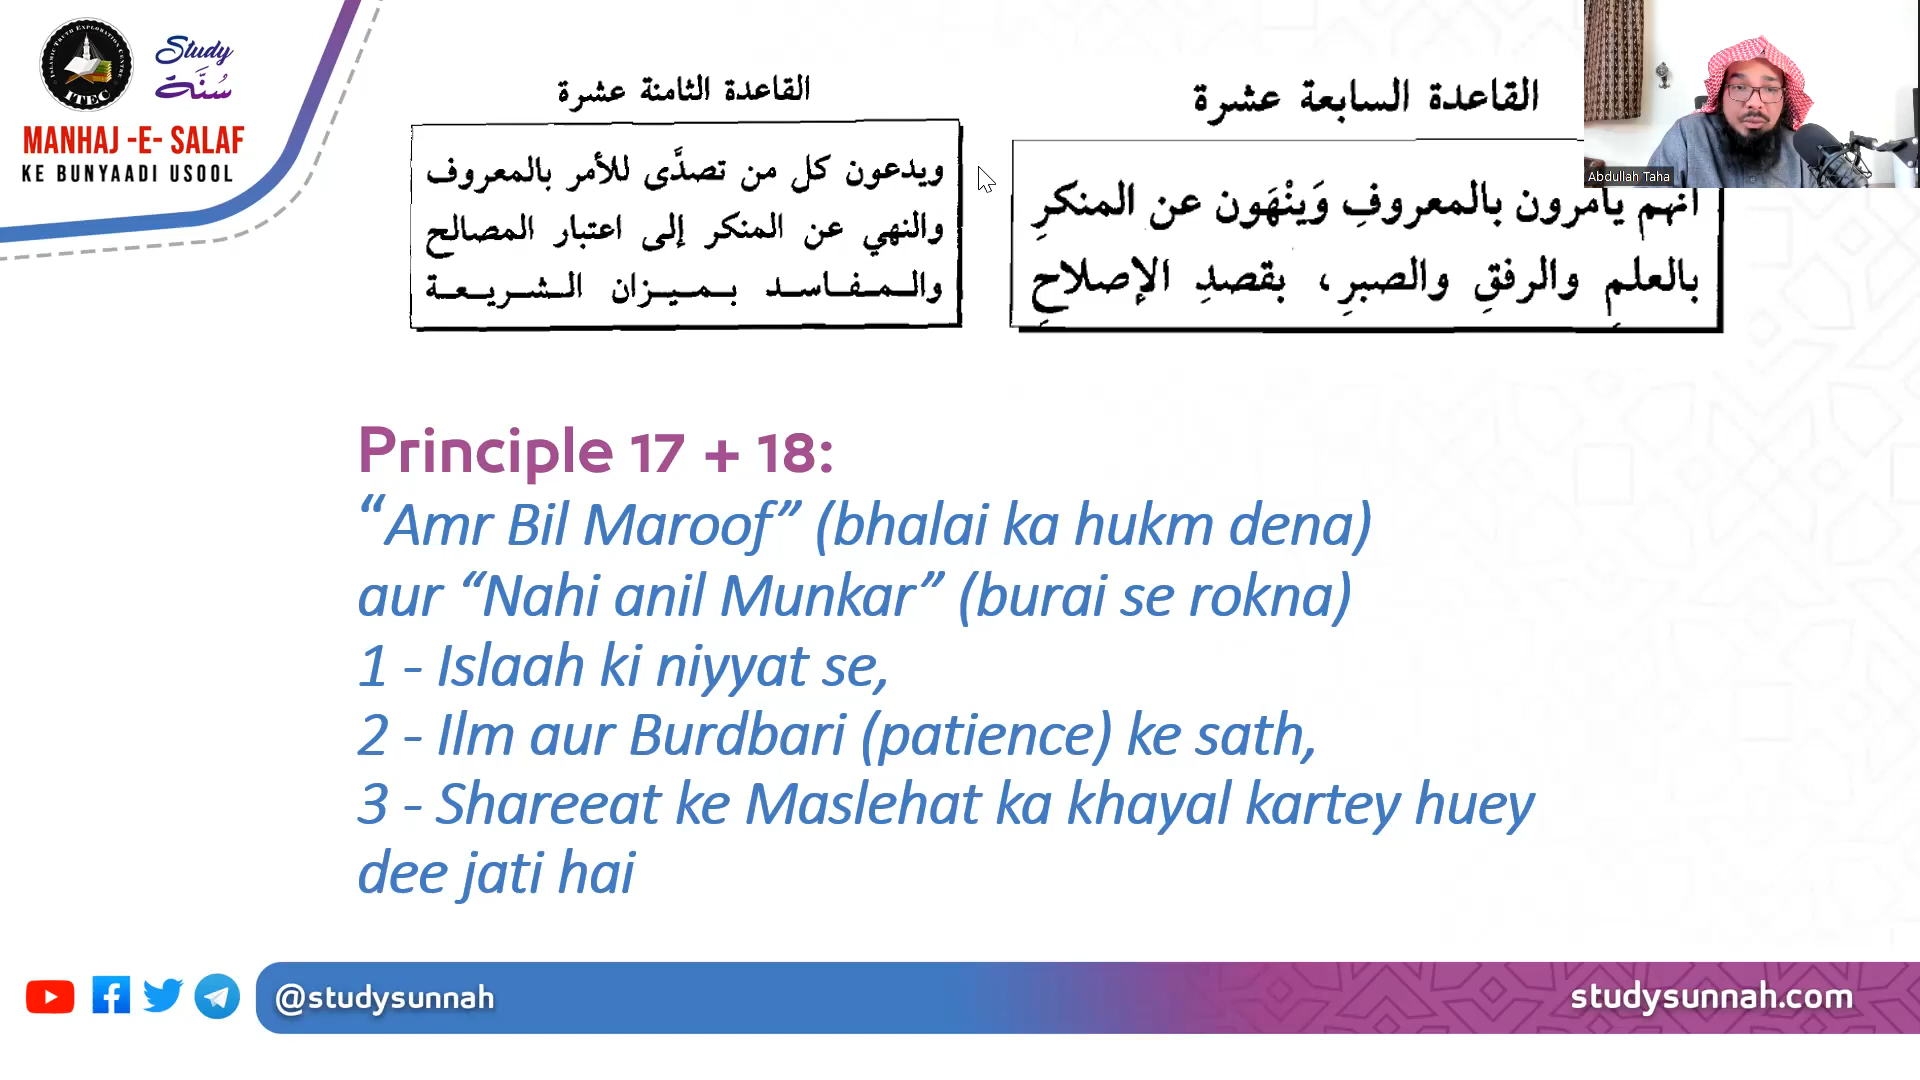 Study
سُنَّة
ITEC
MANHAJ -E- SALAF
KE BUNYAADI USOOL
القاعدة السابعة عشرة
أنهم يأمرون بالمعروفِ وَينْهَون عن المنكرِ
بالعلمِ والرفقِ والصبرِ، بقصدِ الإصلاحِ
القاعدة الثامنة عشرة
ويدعون كل من تصدَّى للأمر بالمعروف
والنهي عن المنكر إلى اعتبار المصالح
والـمـفـاسـد بـمـيـزان الـشـريـعـة
Abdullah Taha
Principle 17 + 18:
“Amr Bil Maroof” (bhalai ka hukm dena)
aur “Nahi anil Munkar” (burai se rokna)
1 - Islaah ki niyyat se,
2 - Ilm aur Burdbari (patience) ke sath,
3 - Shareeat ke Maslehat ka khayal kartey huey
dee jati hai
@studysunnah
studysunnah.com